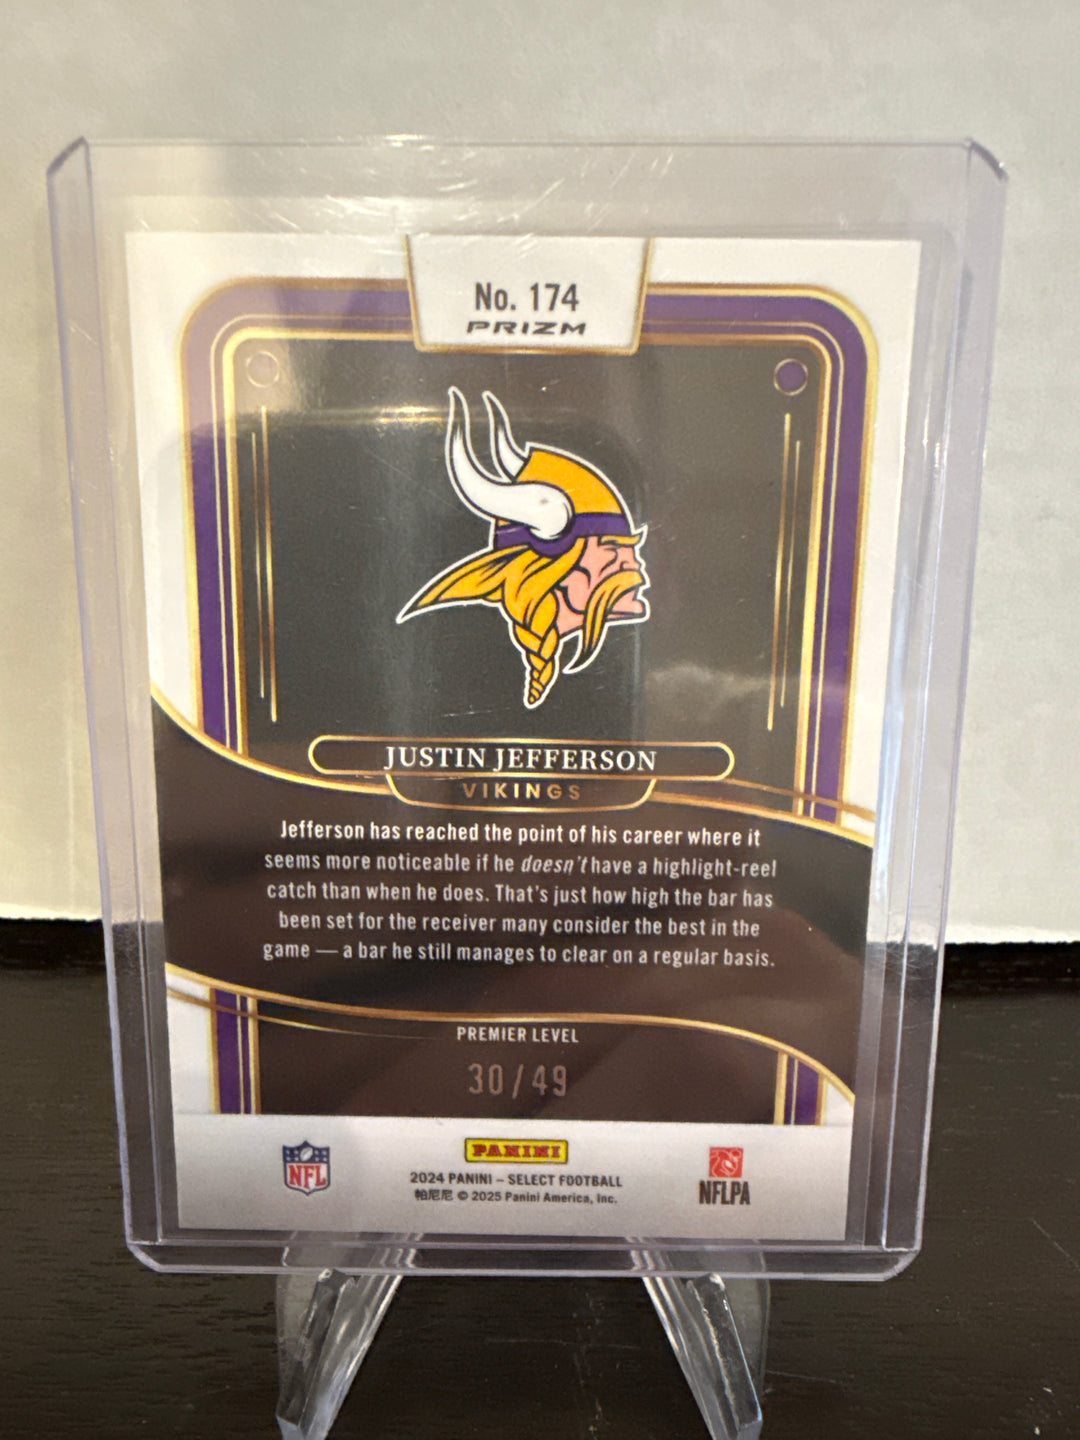 No. 174
PRIZM
JUSTIN JEFFERSON
VIKINGS
Jefferson has reached the point of his career where it
seems more noticeable if he doesn't have a highlight-reel
catch than when he does. That's just how high the bar has
been set for the receiver many consider the best in the
game — a bar he still manages to clear on a regular basis.
PREMIER LEVEL
30/49
NFL
PANINI
2024 PANINI – SELECT FOOTBALL
帕尼尼 © 2025 Panini America, Inc.
NFLPA